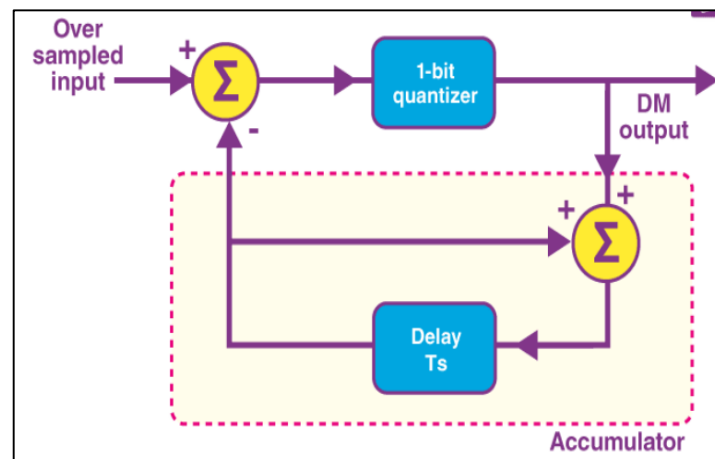 Over
sampled
input
+
Σ
-
1-bit
quantizer
DM
output
+
+
Σ
Delay
Ts
Accumulator